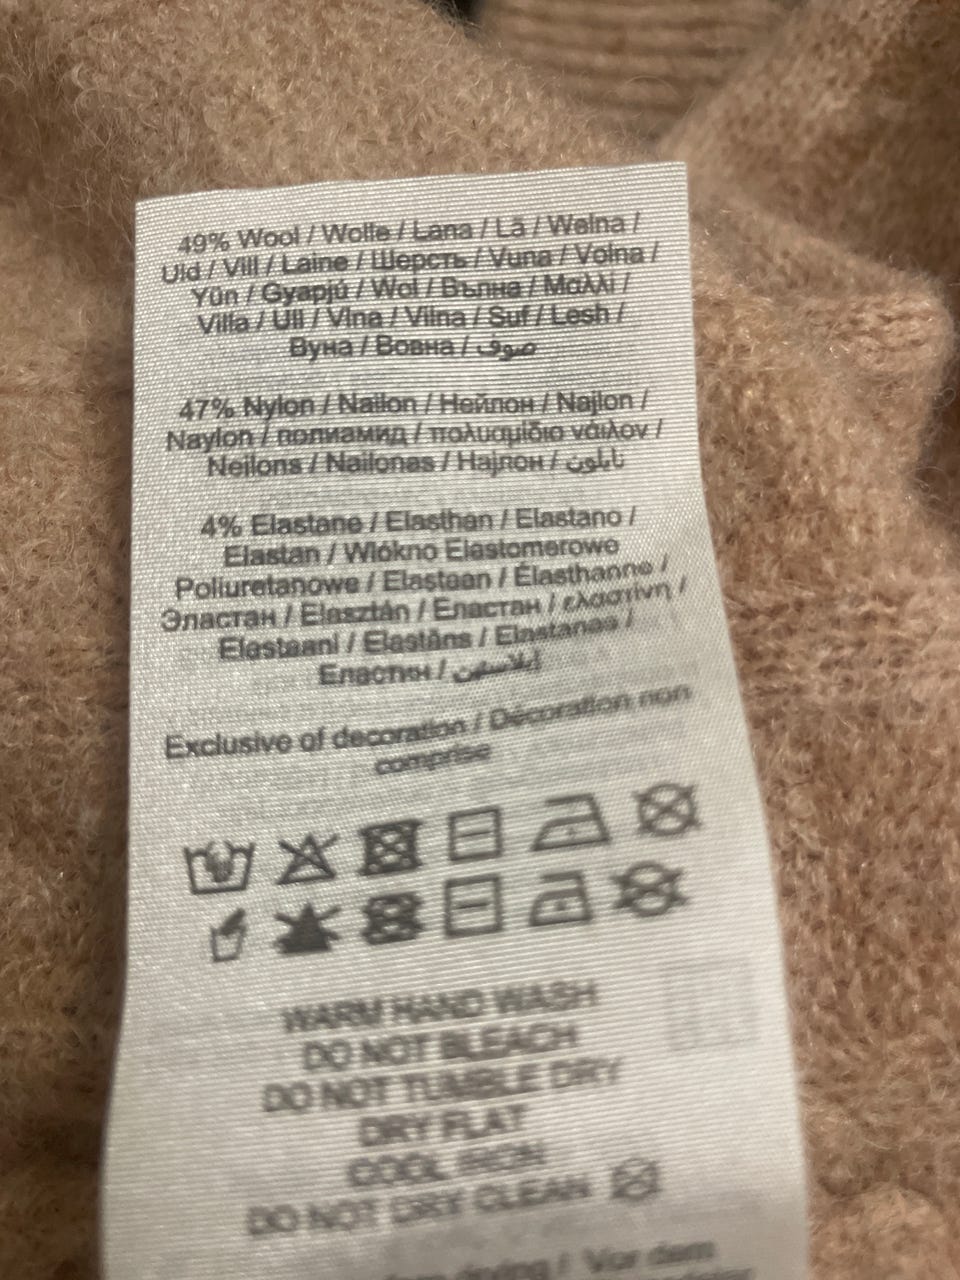 49% Wool / Wolle / Lana / Lã / Wełna /
Uld / Vill / Laine / Шерсть / Vuna / Volna /
Yün / Gyapjú / Wol / Вълна / Μαλλί /
Villa / Ull / Vlna / Vilna / Suf / Lesh /
Вуна / Вовна / صوف
47% Nylon / Nailon / Нейлон / Najlon /
Naylon / полиамид / πολυαμίδιο νάιλον /
Neilons / Nailonas / Најлон / نايلون
4% Elastane / Elasthan / Elastano /
Elastan / Włókno Elastomerowe
Poliuretanowe / Elasteen / Élasthanne /
Эластан / Elasztán / Еластан / ελαστίνη /
Elastaani / Elastāns / Elastanas /
Еластин /
Exclusive of decoration / Décoration non
comprise
WARM HAND WASH
DO NOT BLEACH
DO NOT TUMBLE DRY
DRY FLAT
COOL IRON
DO NOT DRY CLEAN
drying / Vor dem